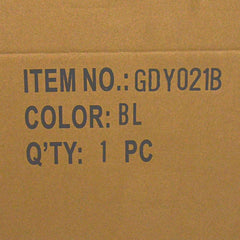 ITEM NO.: GDY021B
COLOR: BL
Q'TY: 1 PC